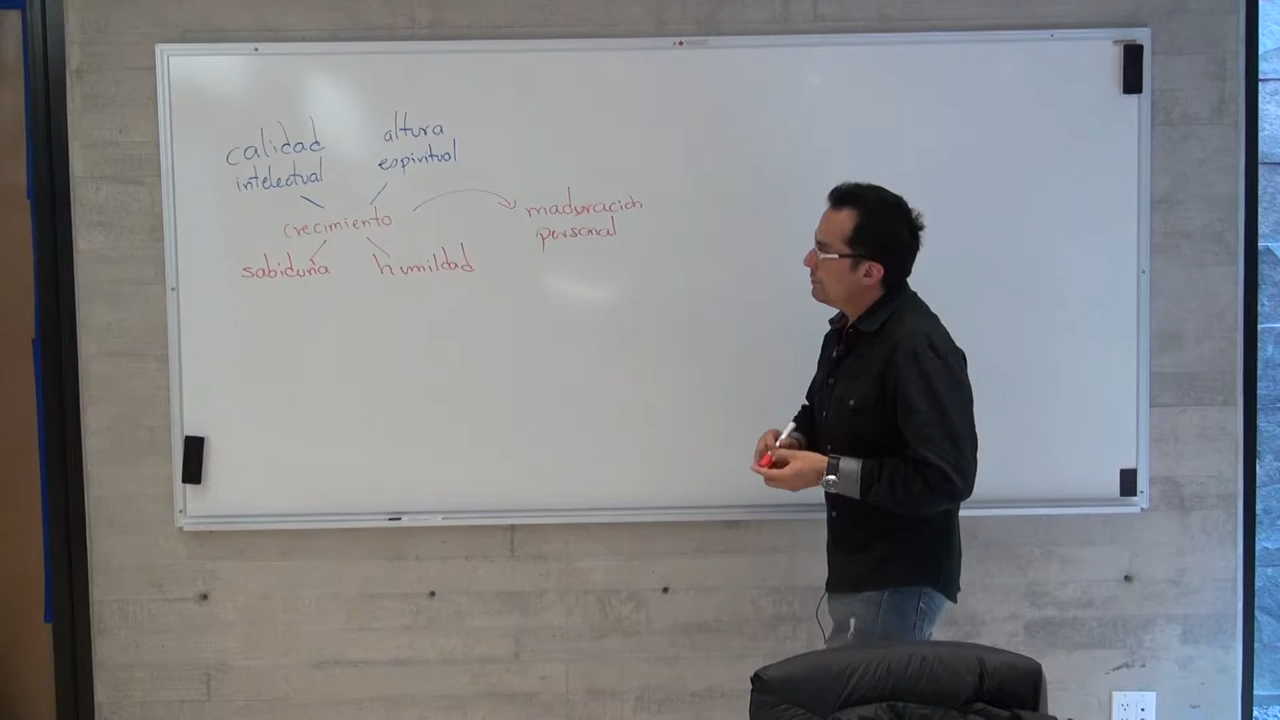 calidad
intelectual
altura
espiritual
crecimiento
maduración
personal
sabiduría
humildad